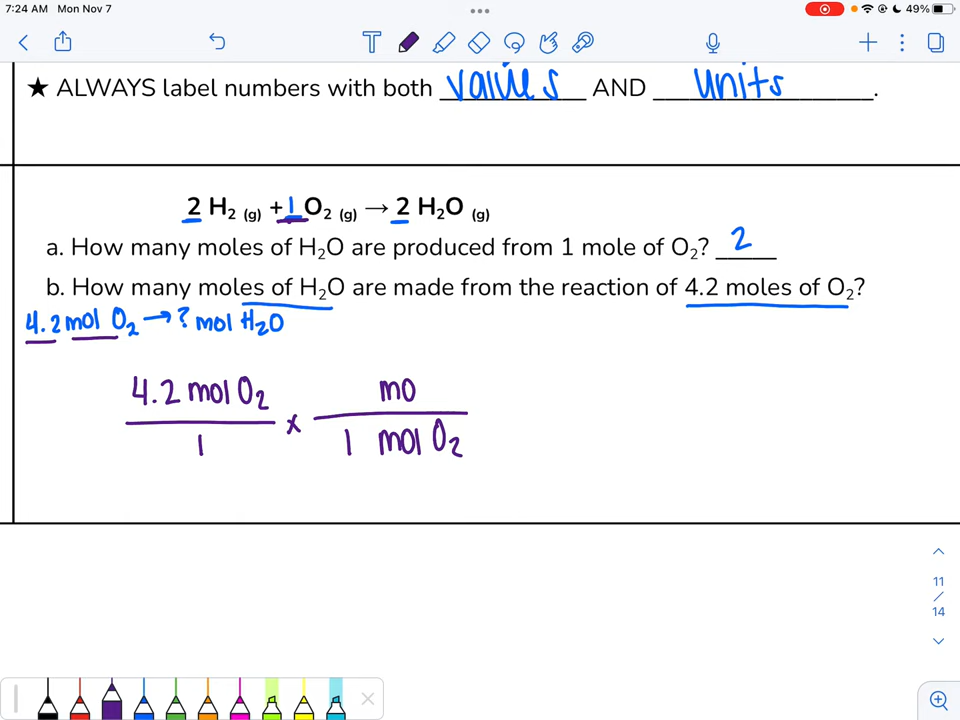 7:24 AM Mon Nov 7
49%
★ ALWAYS label numbers with both values AND units.
2 H₂ (g) + 1 O₂ (g) → 2 H₂O (g)
a. How many moles of H₂O are produced from 1 mole of O₂? 2
b. How many moles of H₂O are made from the reaction of 4.2 moles of O₂?
4.2 mol O₂ → ? mol H₂O
4.2 mol O₂ mo
x
1 1 mol O₂
11
/
14